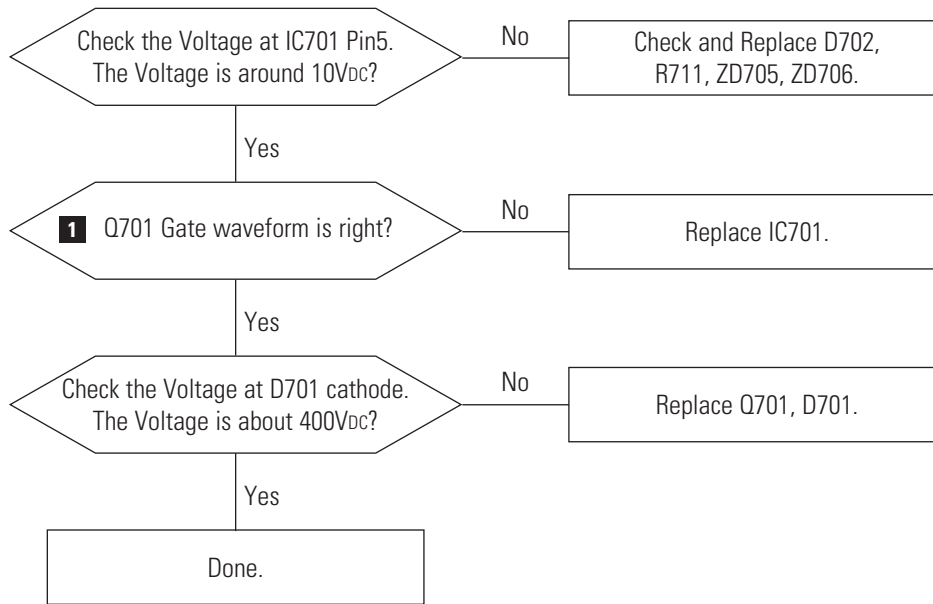 Check the Voltage at IC701 Pin5.
The Voltage is around 10VDC?
No
Check and Replace D702,
R711, ZD705, ZD706.
Yes
1 Q701 Gate waveform is right?
No
Replace IC701.
Yes
Check the Voltage at D701 cathode.
The Voltage is about 400VDC?
No
Replace Q701, D701.
Yes
Done.